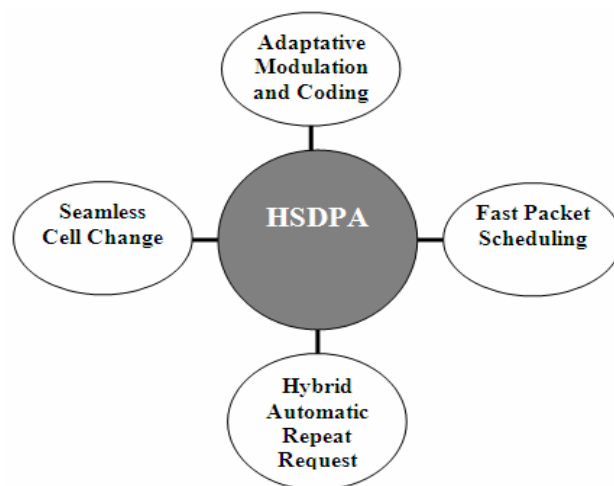 Adaptative
Modulation
and Coding
HSDPA
Seamless
Cell Change
Fast Packet
Scheduling
Hybrid
Automatic
Repeat
Request